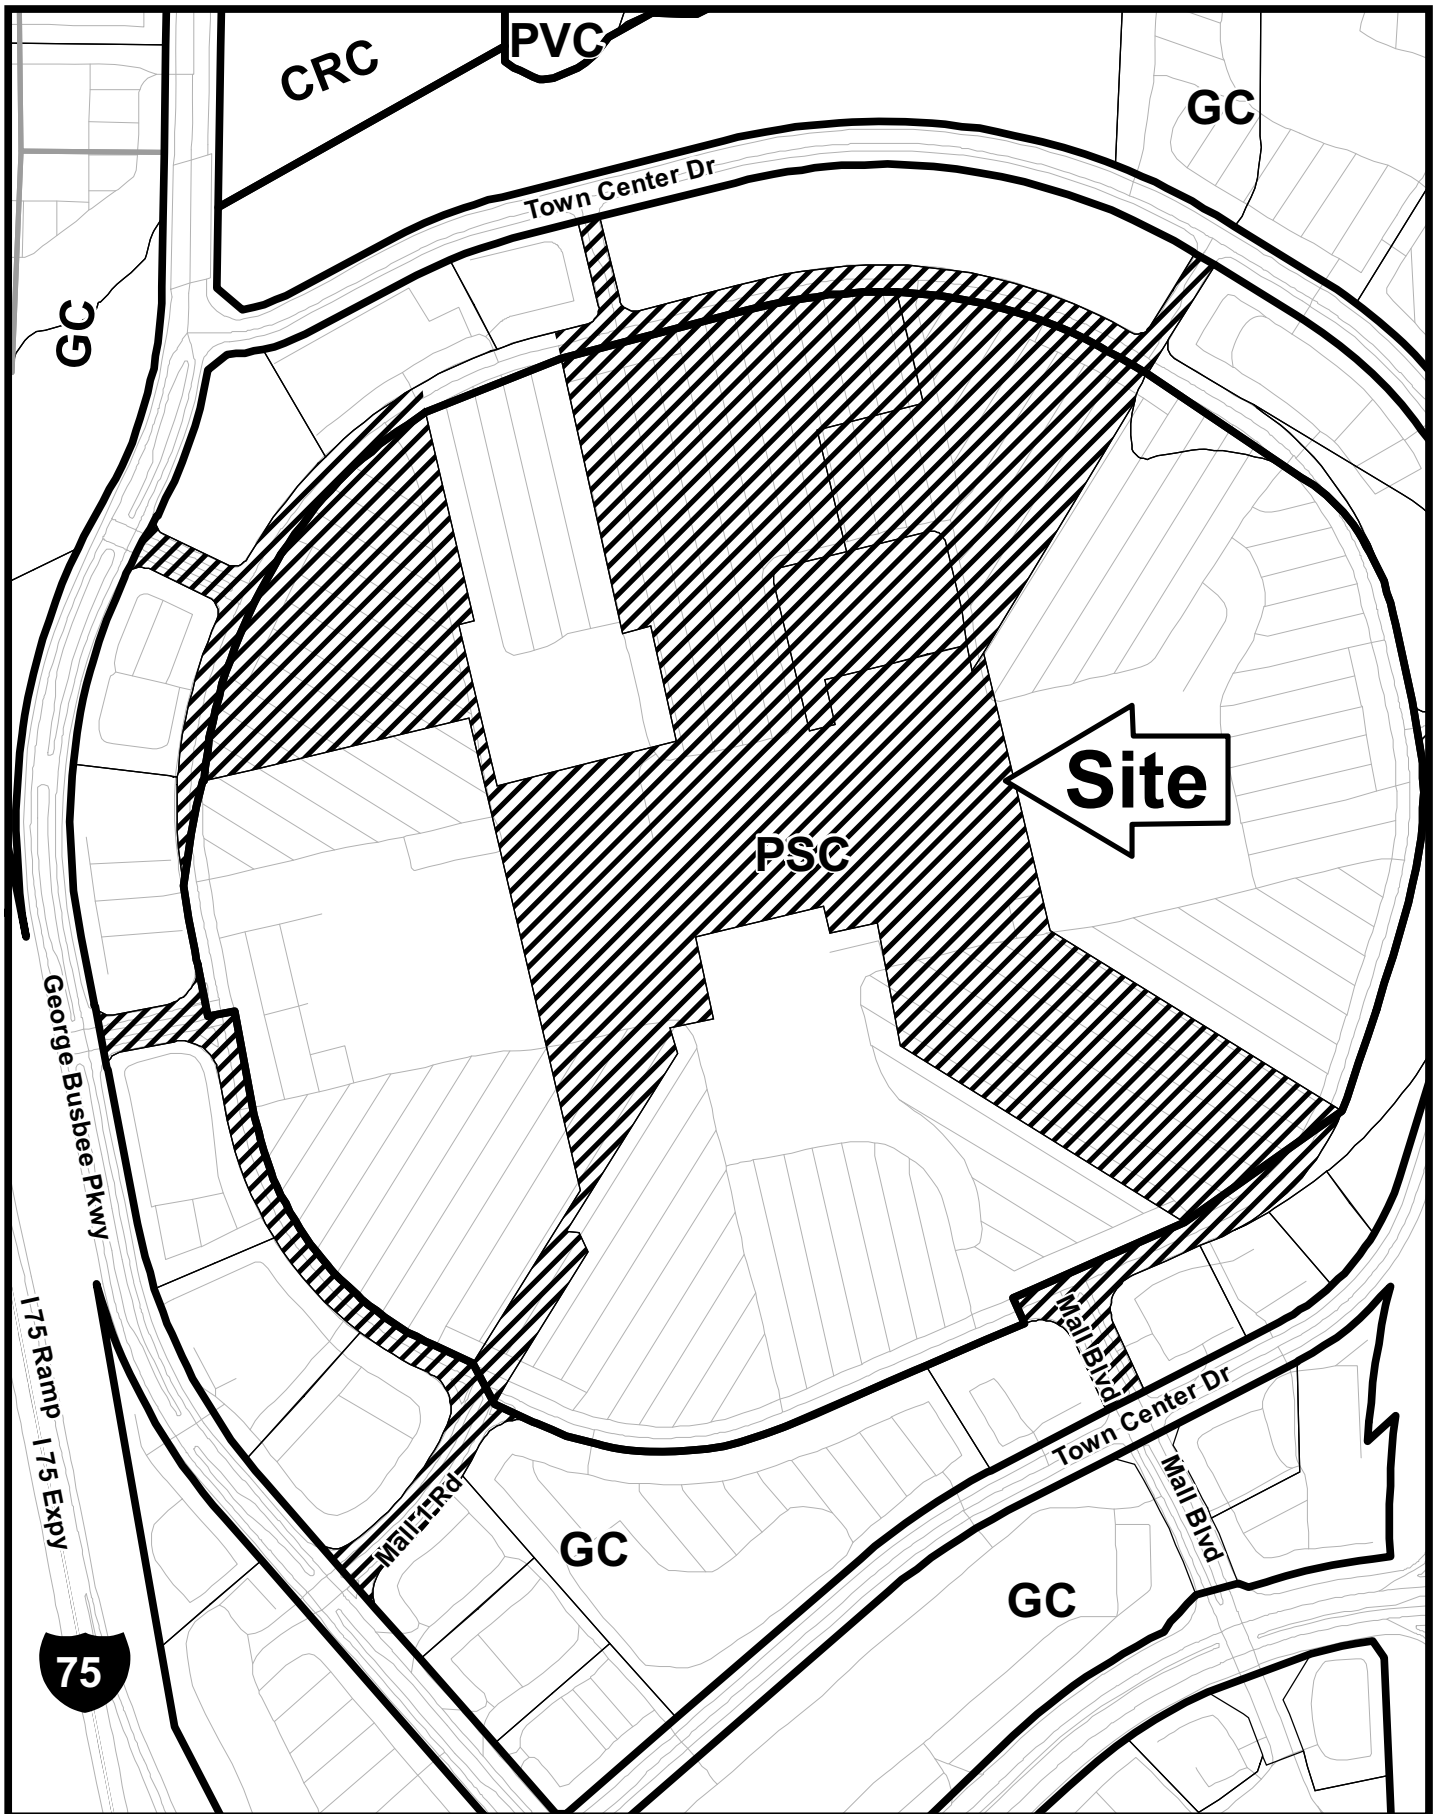 PVC
CRC
GC
Town Center Dr
GC
Site
PSC
George Busbee Pkwy
I 75 Ramp
I 75 Expy
Mall Blvd
Town Center Dr
Mall Blvd
Mall 1 Rd
GC
GC
75